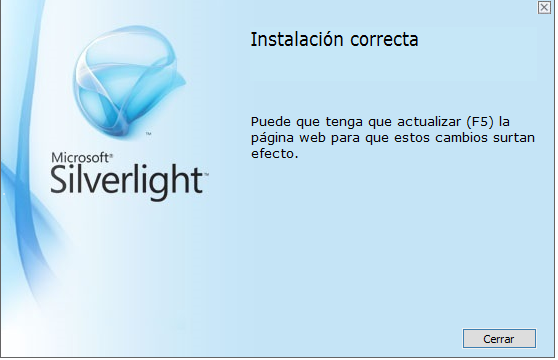 Instalación correcta
Puede que tenga que actualizar (F5) la
página web para que estos cambios surtan
efecto.
™
Microsoft®
Silverlight™
Cerrar